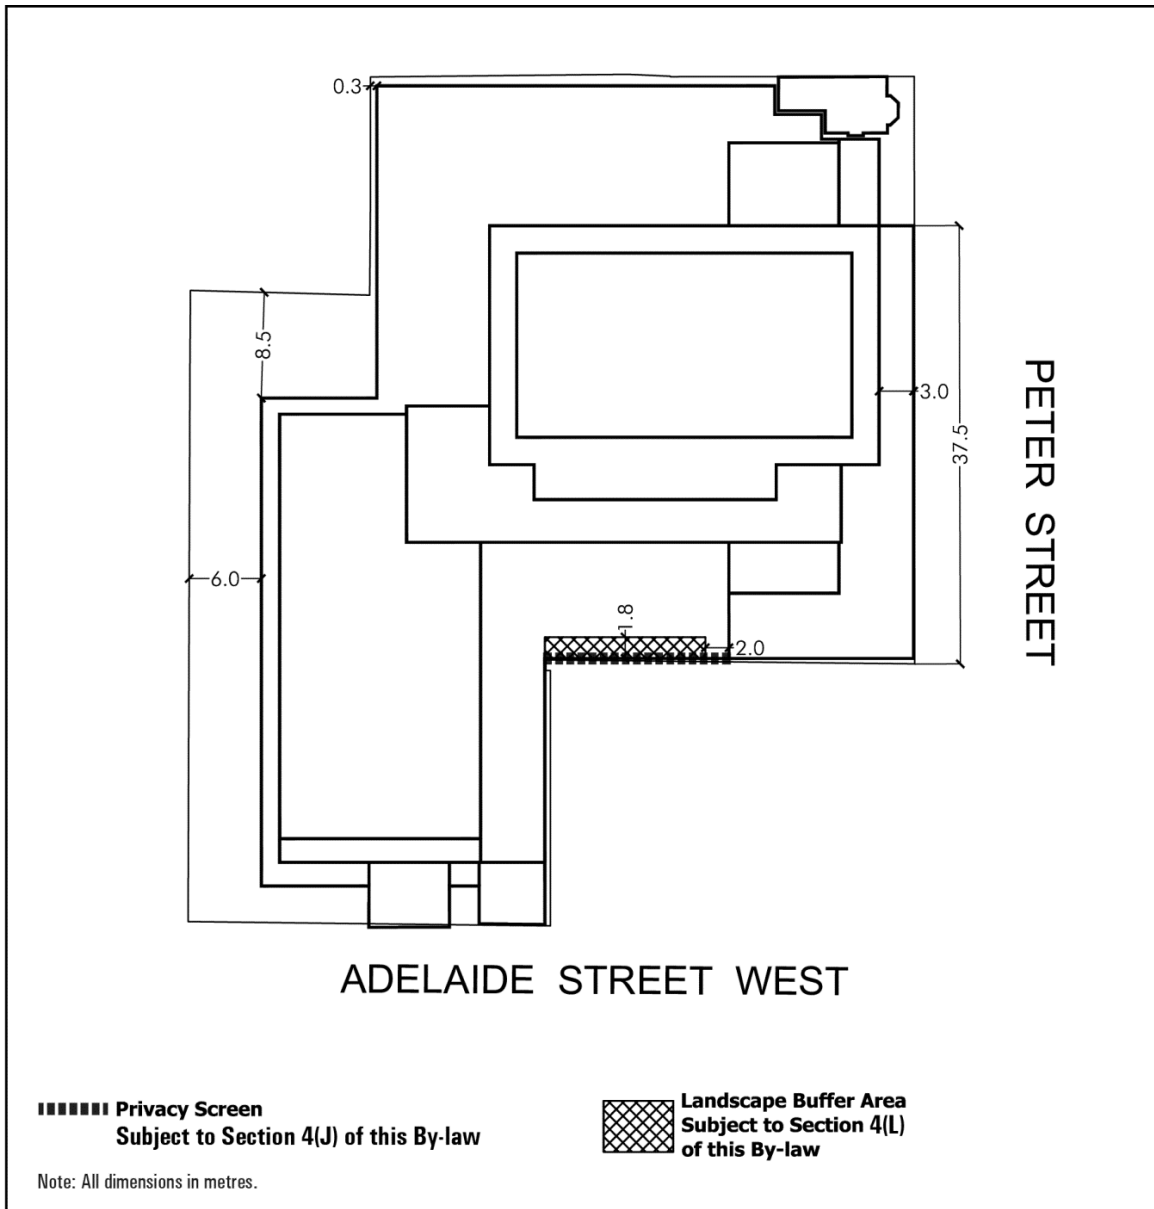 0.3
8.5
3.0
37.5
PETER STREET
6.0
1.8
2.0
ADELAIDE STREET WEST
Privacy Screen
Subject to Section 4(J) of this By-law
Landscape Buffer Area
Subject to Section 4(L)
of this By-law
Note: All dimensions in metres.